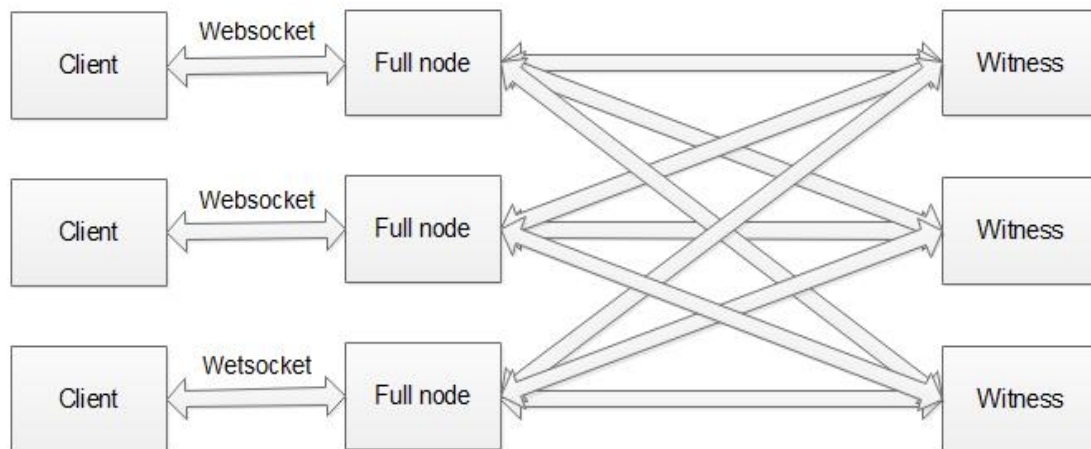 Websocket
Client
Full node
Witness
Websocket
Client
Full node
Witness
Wetsocket
Client
Full node
Witness